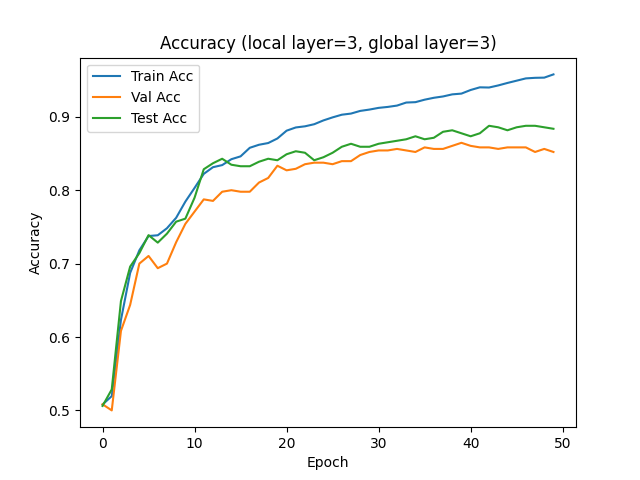 Accuracy (local layer=3, global layer=3)
Train Acc
Val Acc
Test Acc
Accuracy
0.9
0.8
0.7
0.6
0.5
0 10 20 30 40 50
Epoch